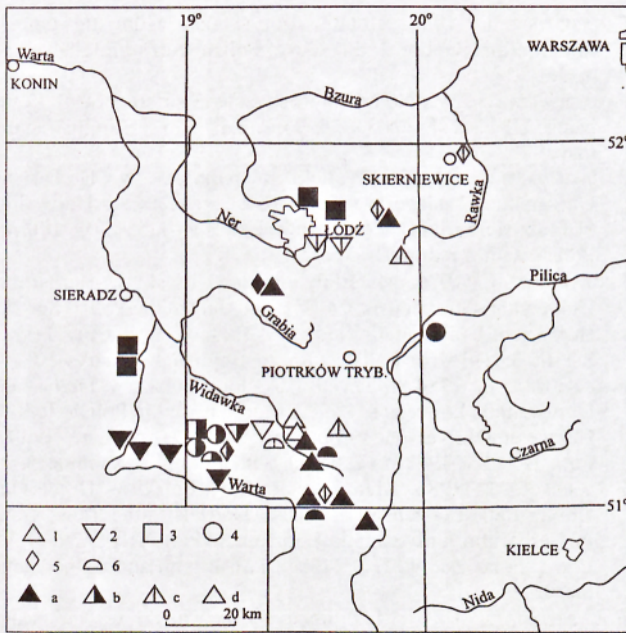 19° 20°
WARSZAWA
Warta
KONIN
Bzura
52°
SKIERNIEWICE
Rawka
Ner
ŁÓDŹ
Pilica
SIERADZ
Grabia
PIOTRKÓW TRYB.
Widawka
Czarna
Warta
51°
1 2 3 4
5 6
KIELCE
a b c d
Nida
0 20 km